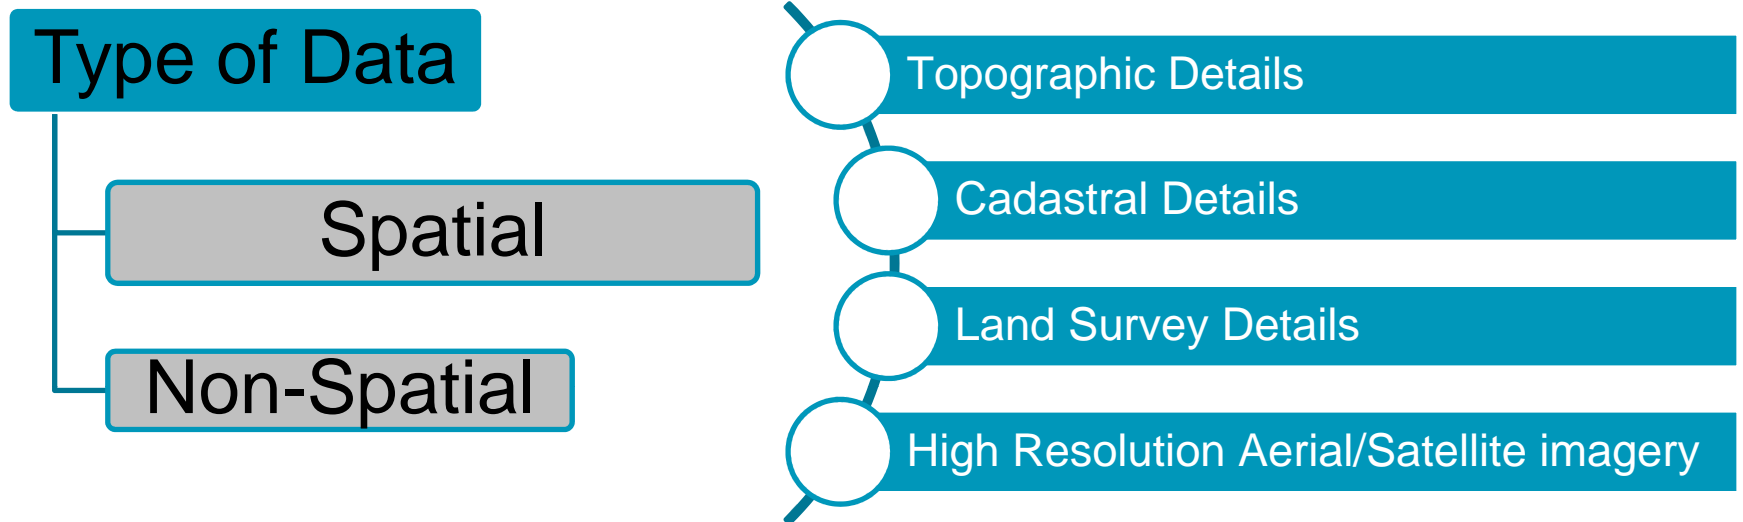 Type of Data
Spatial
Non-Spatial
Topographic Details
Cadastral Details
Land Survey Details
High Resolution Aerial/Satellite imagery